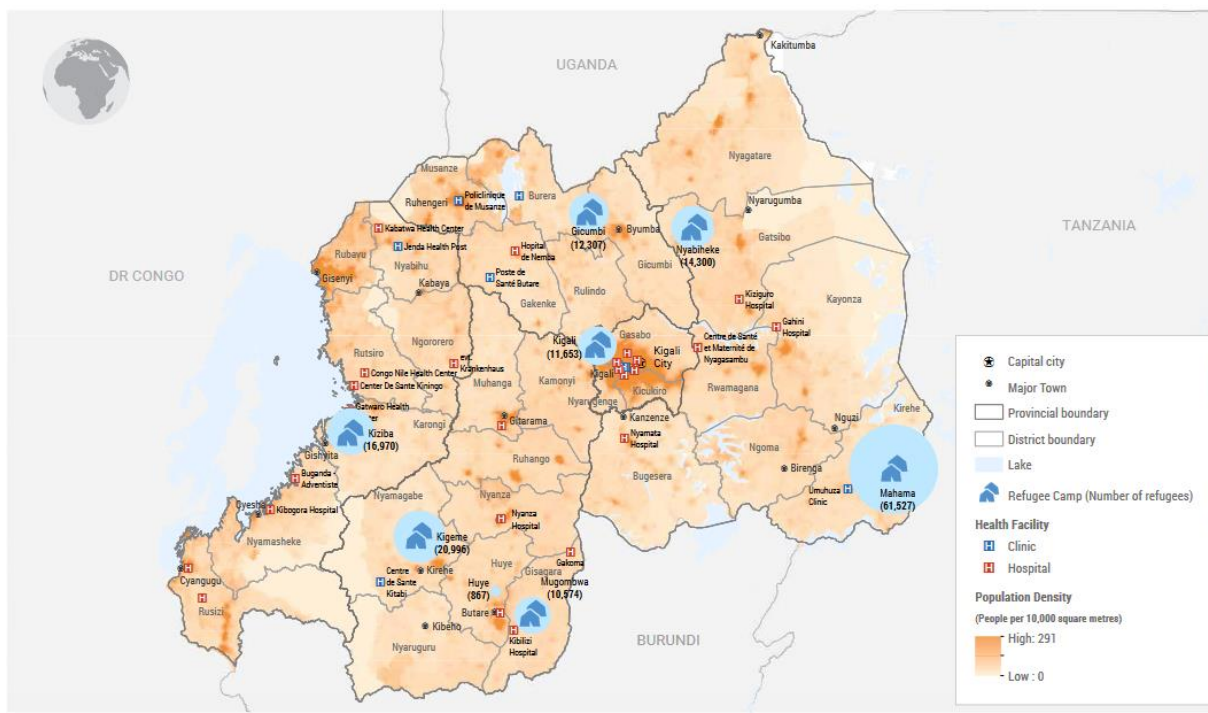 UGANDA
Kakitumba
Nyagatare
Musanze
Ruhengeri
Policlinique
de Musanze
Burera
Nyarugumba
TANZANIA
Kabatwa Health Center
Gicumbi
(12,307)
Byumba
Nyabiheke
(14,300)
Gatsibo
Rubavu
Jenda Health Post
Hopital
de Nemba
Nyabihu
Gicumbi
DR CONGO
Gisenyi
Kabaya
Poste de
Santé Butare
Rulindo
Gakenke
Kiziguro
Hospital
Kayonza
Gahini
Hospital
Kigali
(11,653)
Gasabo
Kigali
City
Centre de Santé
et Maternité de
Nyagasambu
Rutsiro
Ngororero
evt.
Krankenhaus
Congo Nile Health Center
Center De Sante Kiningo
Muhanga
Kamonyi
Kigali
Kicukiro
Nyarugenge
Rwamagana
Kirehe
Gatwaro Health
Kiziba
(16,970)
Karongi
Gitarama
Kanzenze
Nyamata
Hospital
Nguzi
Gishyita
Ruhango
Bugesera
Ngoma
Birenga
Umuhuza
Clinic
Mahama
(61,527)
Buganda -
Adventiste
Kibogora Hospital
Nyamasheke
Nyamagabe
Nyanza
Nyanza
Hospital
Kigeme
(20,996)
Huye
Gakoma
Gisagara
Cyangugu
Rusizi
Centre
de Sante
Kitabi
Kirehe
Huye
(867)
Mugombwa
(10,574)
Butare
Kibeho
Kibilizi
Hospital
Nyaruguru
BURUNDI
Capital city
Major Town
Provincial boundary
District boundary
Lake
Refugee Camp (Number of refugees)
Health Facility
Clinic
Hospital
Population Density
(People per 10,000 square metres)
High: 291
Low : 0